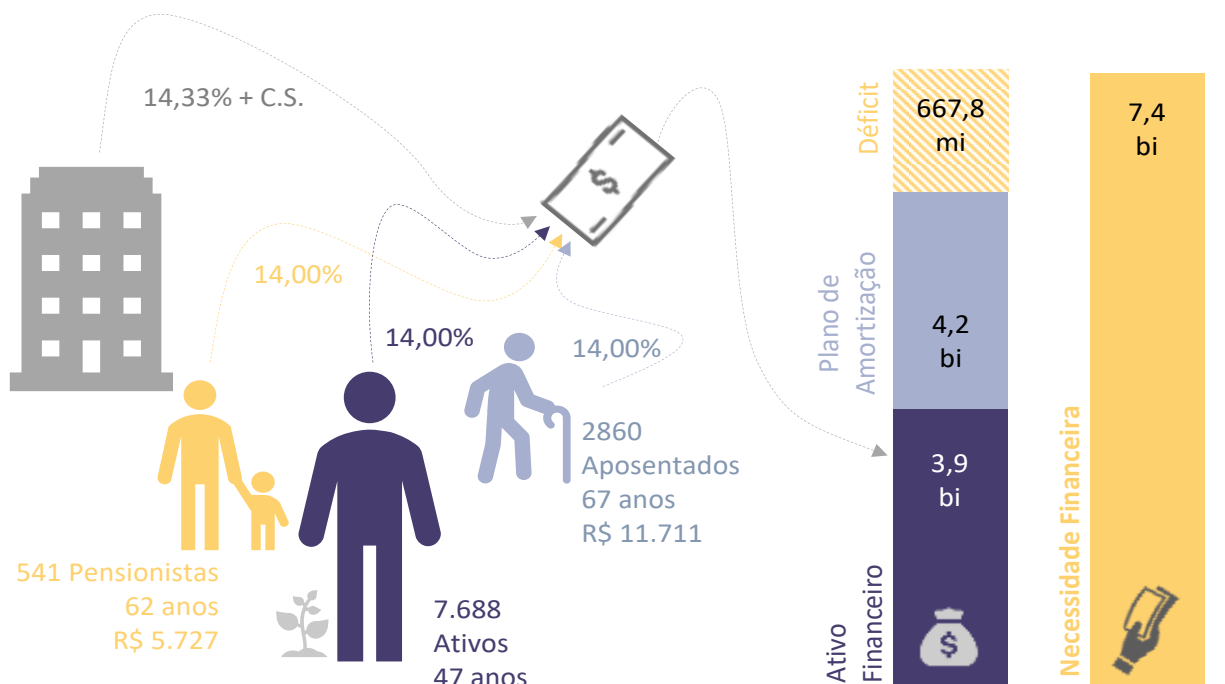 14,33% + C.S.
14,00%
14,00%
14,00%
541 Pensionistas
62 anos
R$ 5.727
7.688
Ativos
47 anos
2860
Aposentados
67 anos
R$ 11.711
$
Déficit
667,8
mi
Plano de
Amortização
4,2
bi
Ativo
Financeiro
3,9
bi
$
Necessidade Financeira
7,4
bi